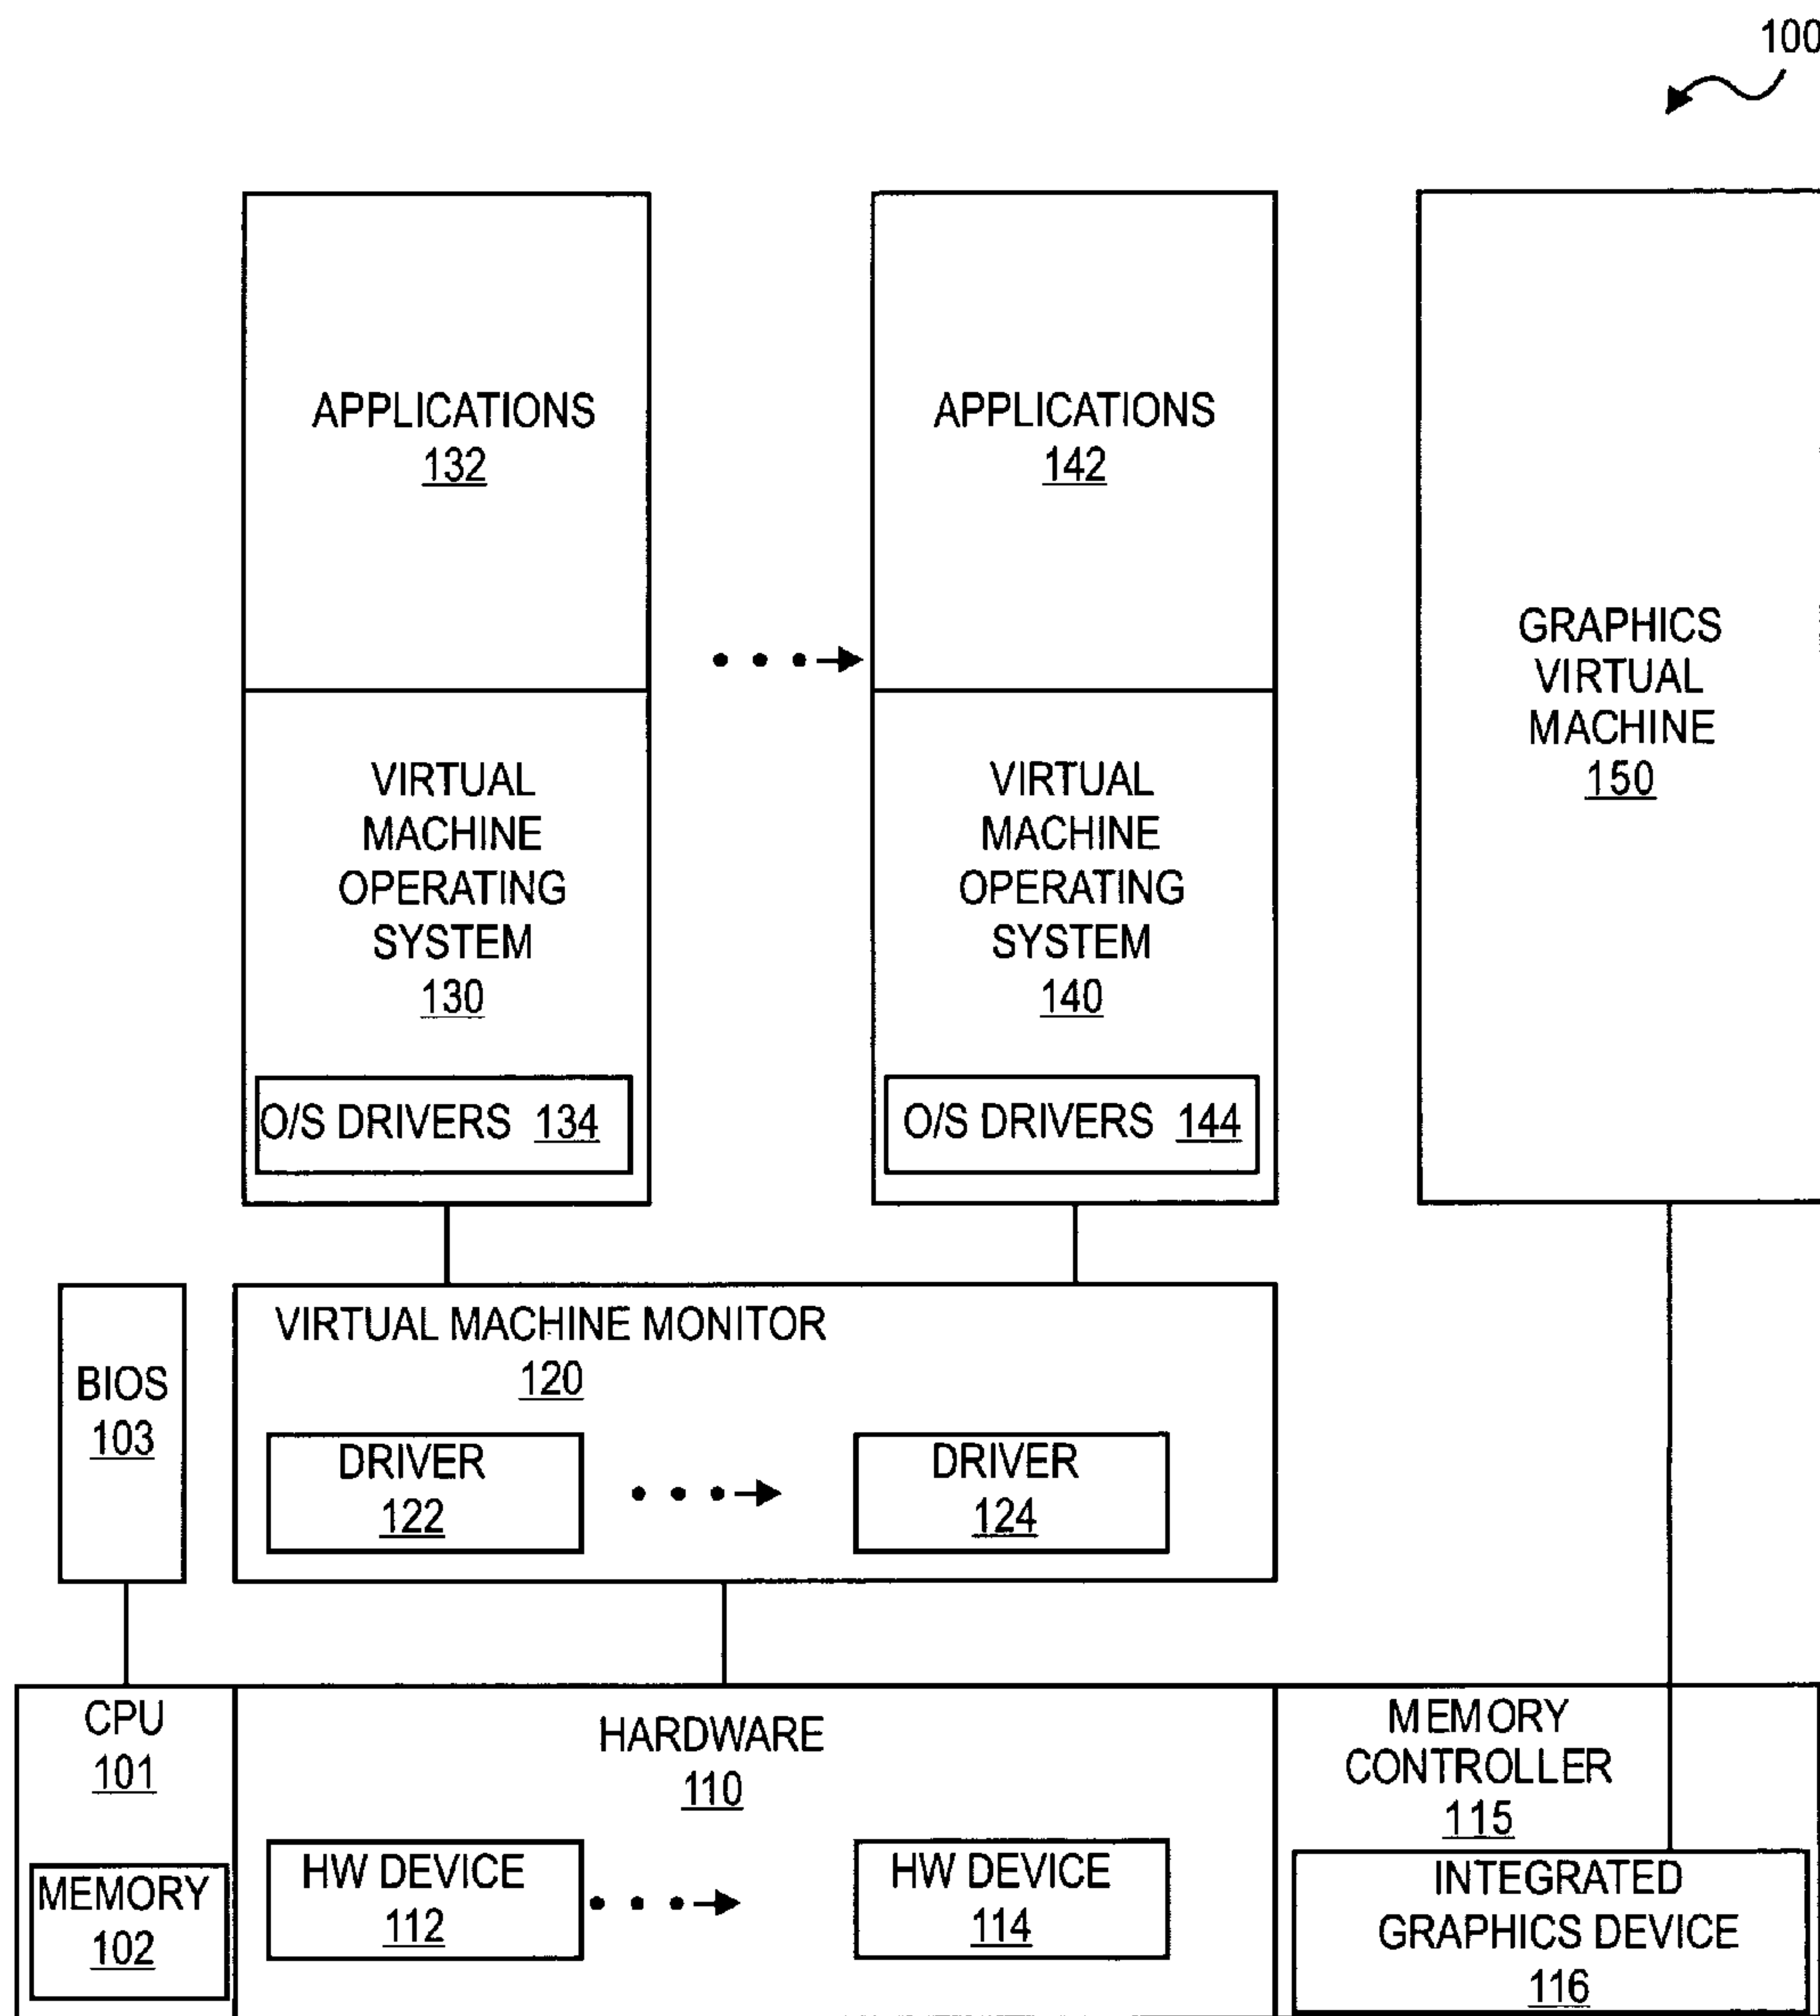 100
APPLICATIONS
132
APPLICATIONS
142
GRAPHICS
VIRTUAL
MACHINE
150
VIRTUAL
MACHINE
OPERATING
SYSTEM
130
VIRTUAL
MACHINE
OPERATING
SYSTEM
140
O/S DRIVERS 134
O/S DRIVERS 144
BIOS
103
VIRTUAL MACHINE MONITOR
120
DRIVER
122
DRIVER
124
CPU
101
MEMORY
102
HARDWARE
110
HW DEVICE
112
HW DEVICE
114
MEMORY
CONTROLLER
115
INTEGRATED
GRAPHICS DEVICE
116